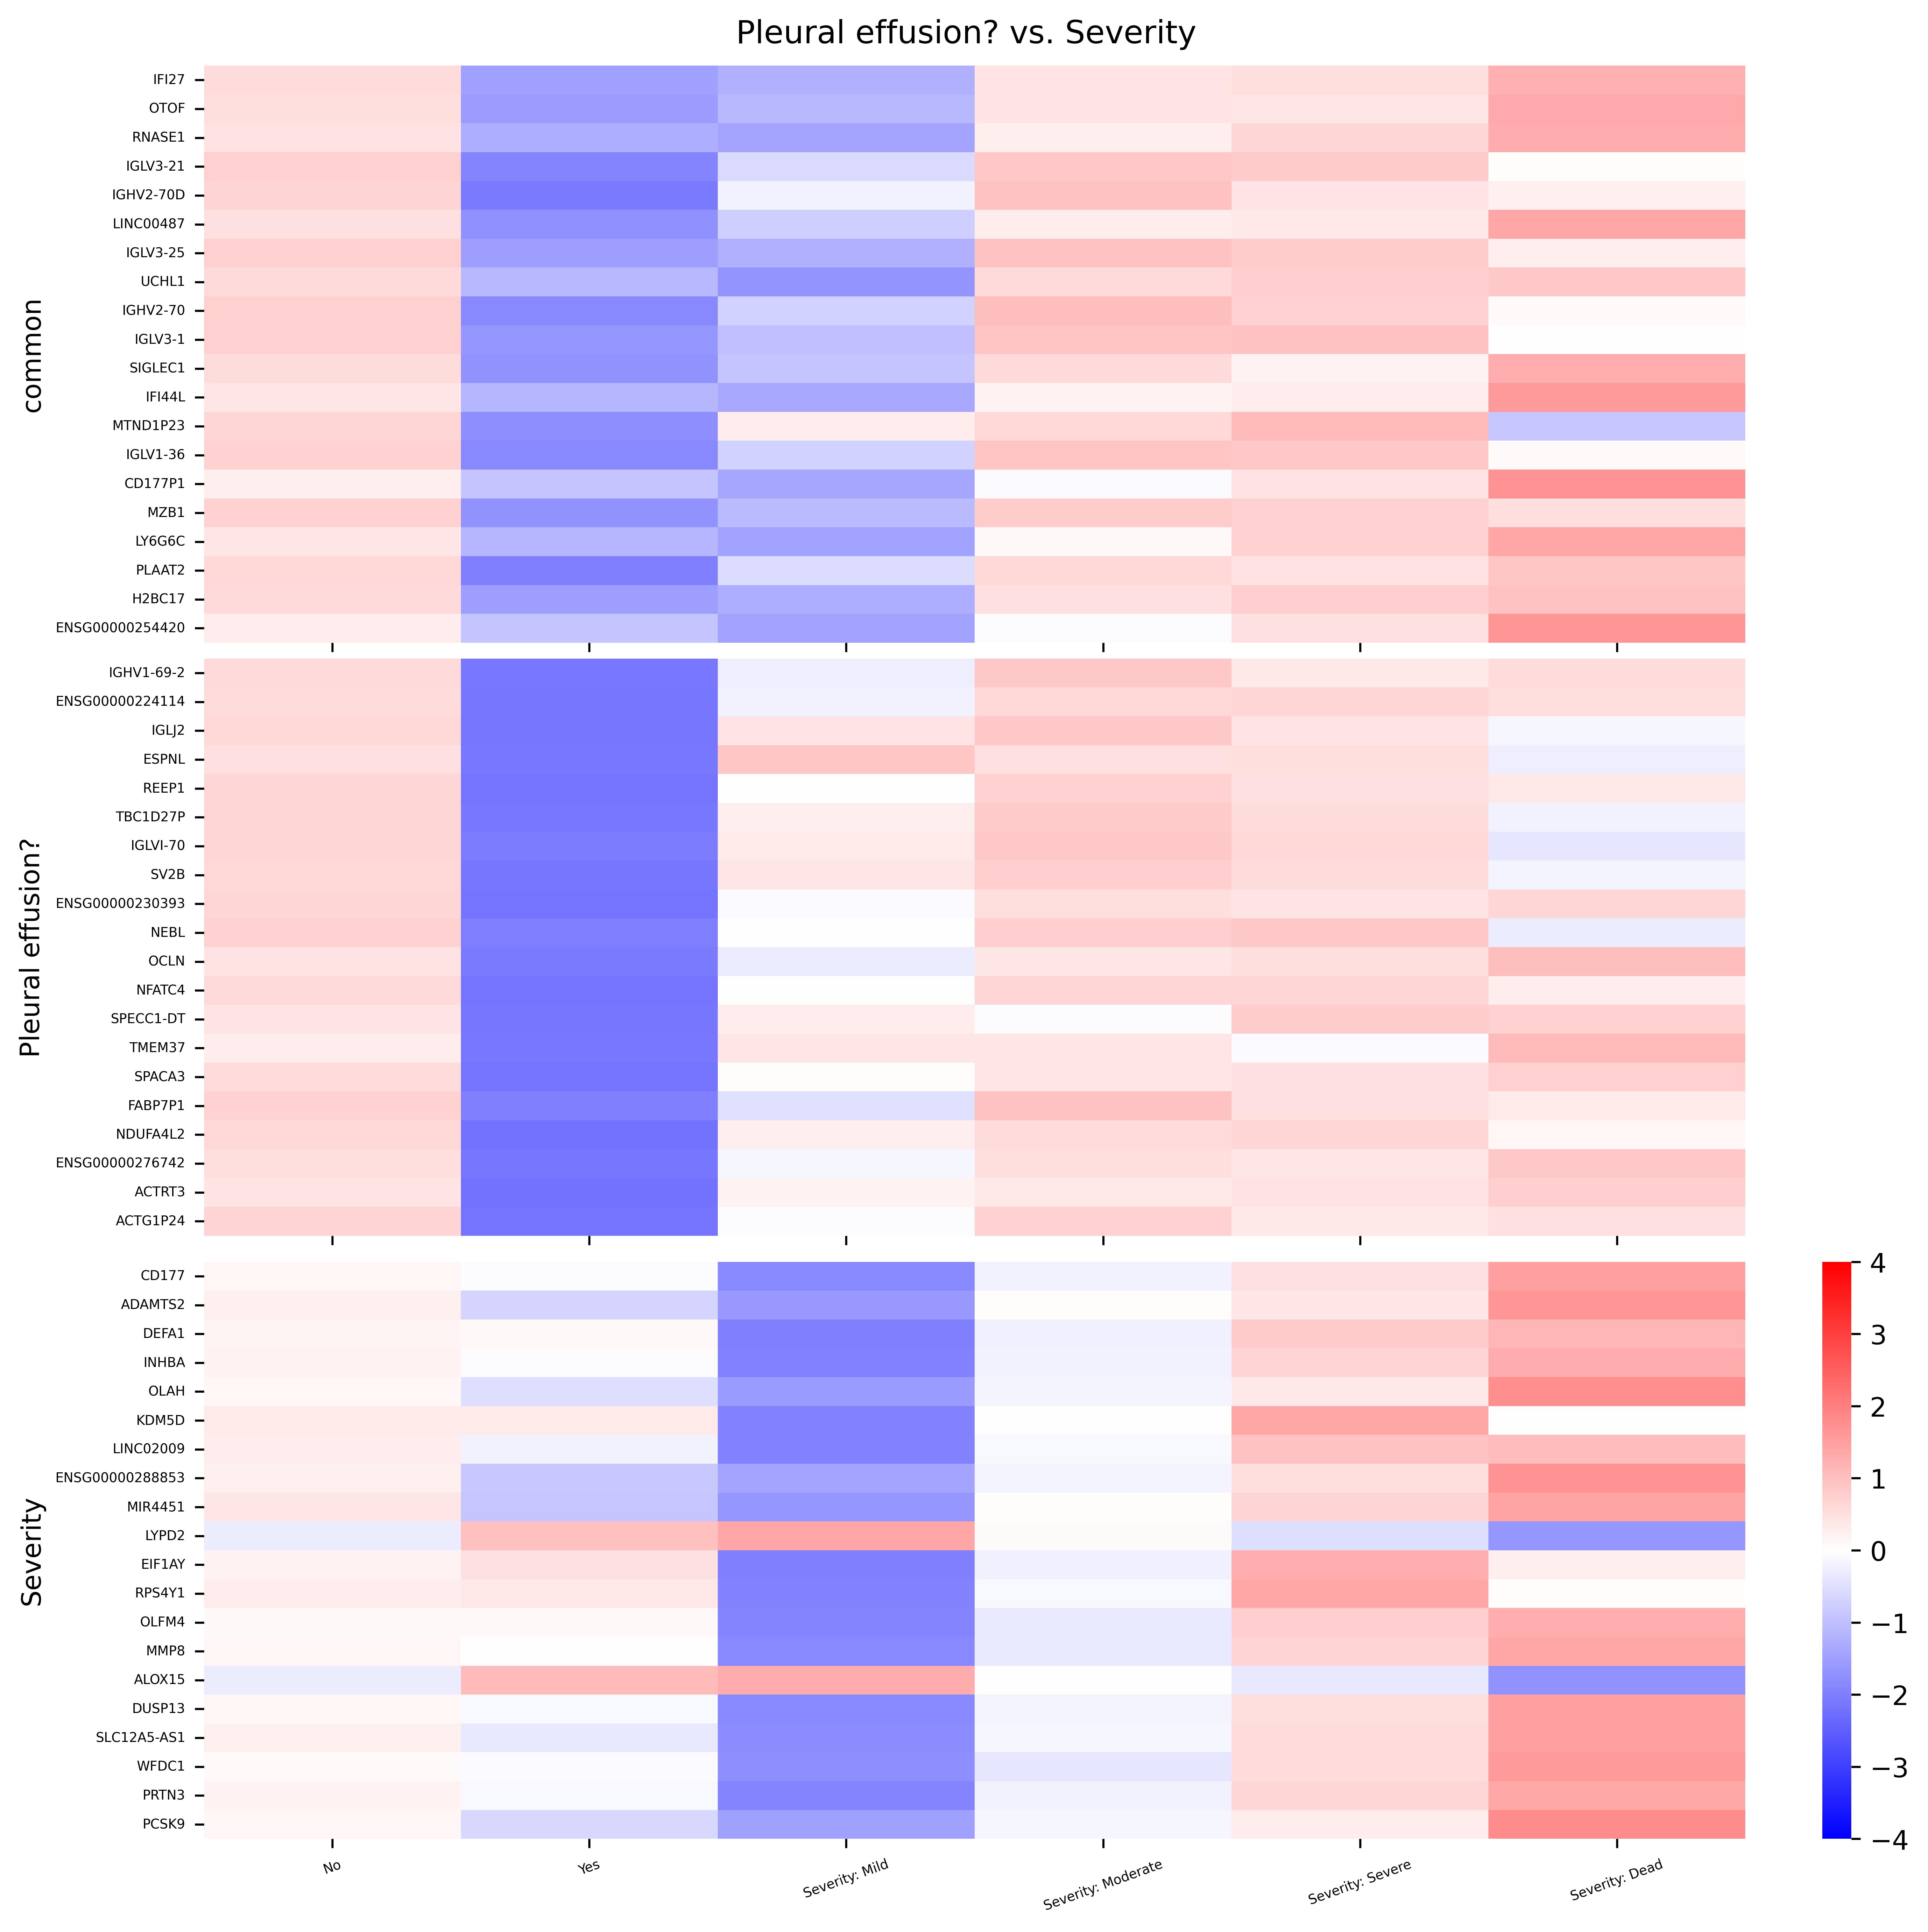 Pleural effusion? vs. Severity
common
IFI27
OTOF
RNASE1
IGLV3-21
IGHV2-70D
LINC00487
IGLV3-25
UCHL1
IGHV2-70
IGLV3-1
SIGLEC1
IFI44L
MTND1P23
IGLV1-36
CD177P1
MZB1
LY6G6C
PLAAT2
H2BC17
ENSG00000254420
Pleural effusion?
IGHV1-69-2
ENSG00000224114
IGLJ2
ESPNL
REEP1
TBC1D27P
IGLVI-70
SV2B
ENSG00000230393
NEBL
OCLN
NFATC4
SPECC1-DT
TMEM37
SPACA3
FABP7P1
NDUFA4L2
ENSG00000276742
ACTRT3
ACTG1P24
Severity
CD177
ADAMTS2
DEFA1
INHBA
OLAH
KDM5D
LINC02009
ENSG00000288853
MIR4451
LYPD2
EIF1AY
RPS4Y1
OLFM4
MMP8
ALOX15
DUSP13
SLC12A5-AS1
WFDC1
PRTN3
PCSK9
No
Yes
Severity: Mild
Severity: Moderate
Severity: Severe
Severity: Dead
4
3
2
1
0
−1
−2
−3
−4